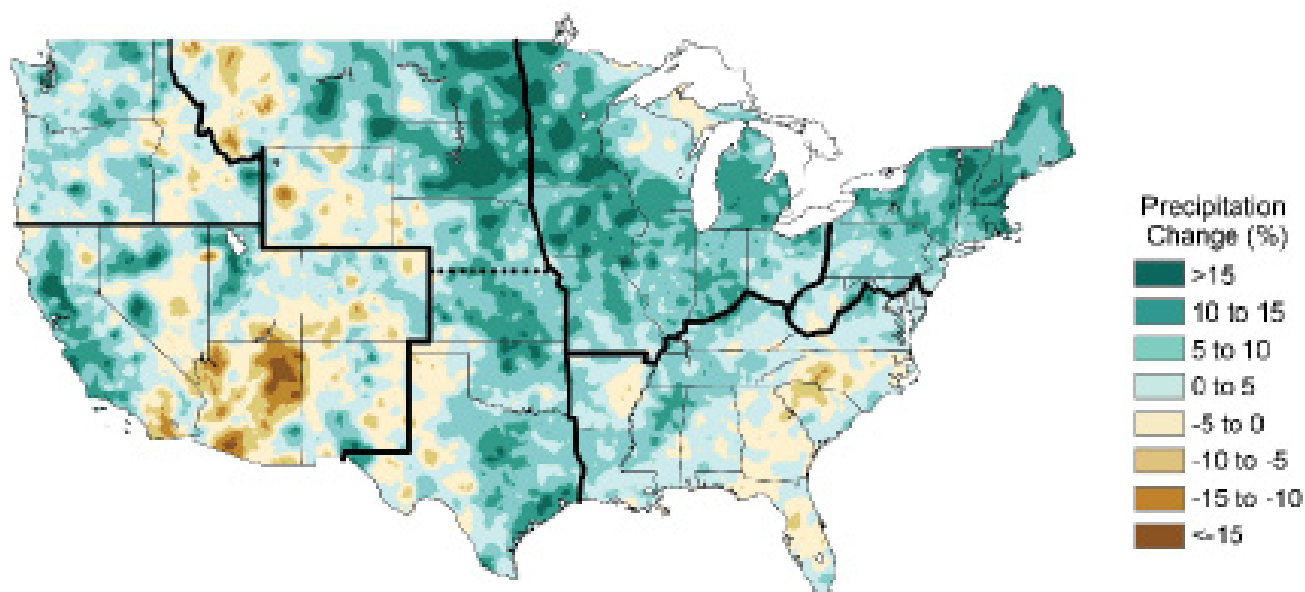 Precipitation
Change (%)
>15
10 to 15
5 to 10
0 to 5
-5 to 0
-10 to -5
-15 to -10
<-15